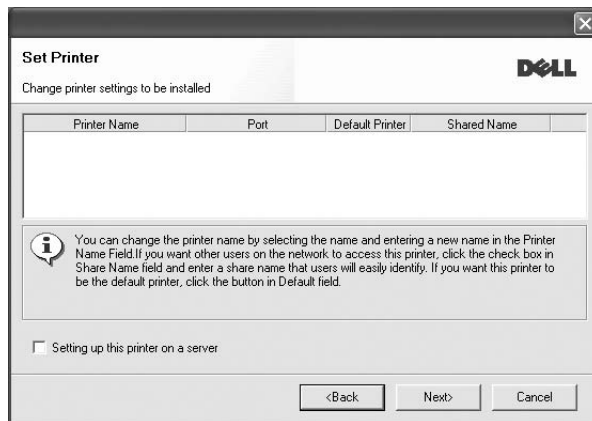 Set Printer
DELL
Change printer settings to be installed
Printer Name Port Default Printer Shared Name
You can change the printer name by selecting the name and entering a new name in the Printer
Name Field.If you want other users on the network to access this printer, click the check box in
Share Name field and enter a share name that users will easily identify. If you want this printer to
be the default printer, click the button in Default field.
Setting up this printer on a server
<Back Next> Cancel